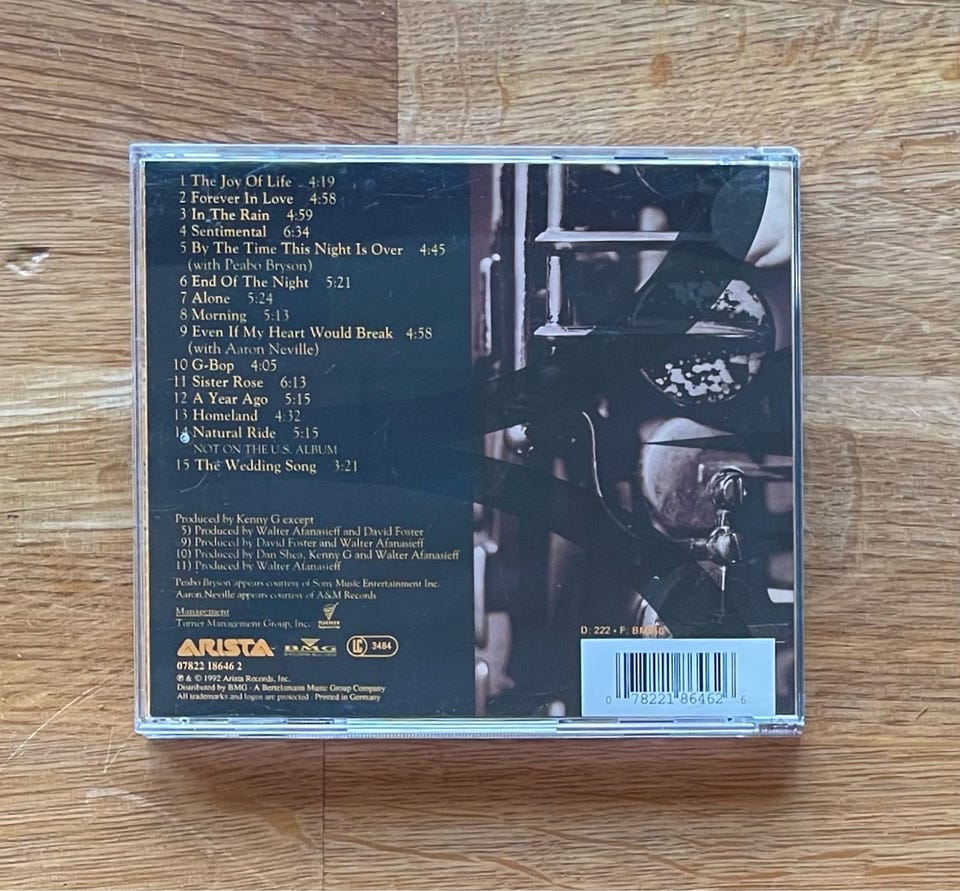 1 The Joy Of Life 4:19
2 Forever In Love 4:58
3 In The Rain 4:59
4 Sentimental 6:34
5 By The Time This Night Is Over 4:45
(with Peabo Bryson)
6 End Of The Night 5:21
7 Alone 5:24
8 Morning 5:13
9 Even If My Heart Would Break 4:58
(with Aaron Neville)
10 G-Bop 4:05
11 Sister Rose 6:13
12 A Year Ago 5:15
13 Homeland 4:32
14 Natural Ride 5:15
NOT ON THE U.S. ALBUM
15 The Wedding Song 3:21
Produced by Kenny G except
5) Produced by Walter Afanasieff and David Foster
9) Produced by David Foster and Walter Afanasieff
10) Produced by Dan Shea, Kenny G and Walter Afanasieff
11) Produced by Walter Afanasieff
Peabo Bryson appears courtesy of Sony Music Entertainment Inc.
Aaron Neville appears courtesy of A&M Records
Management
Turner Management Group, Inc. TURNER
ARISTA BMG LC 3484
07822 18646 2
℗ & © 1992 Arista Records, Inc.
Distributed by BMG · A Bertelsmann Music Group Company
All trademarks and logos are protected · Printed in Germany
D: 222 • F:
0 78221 86462 6